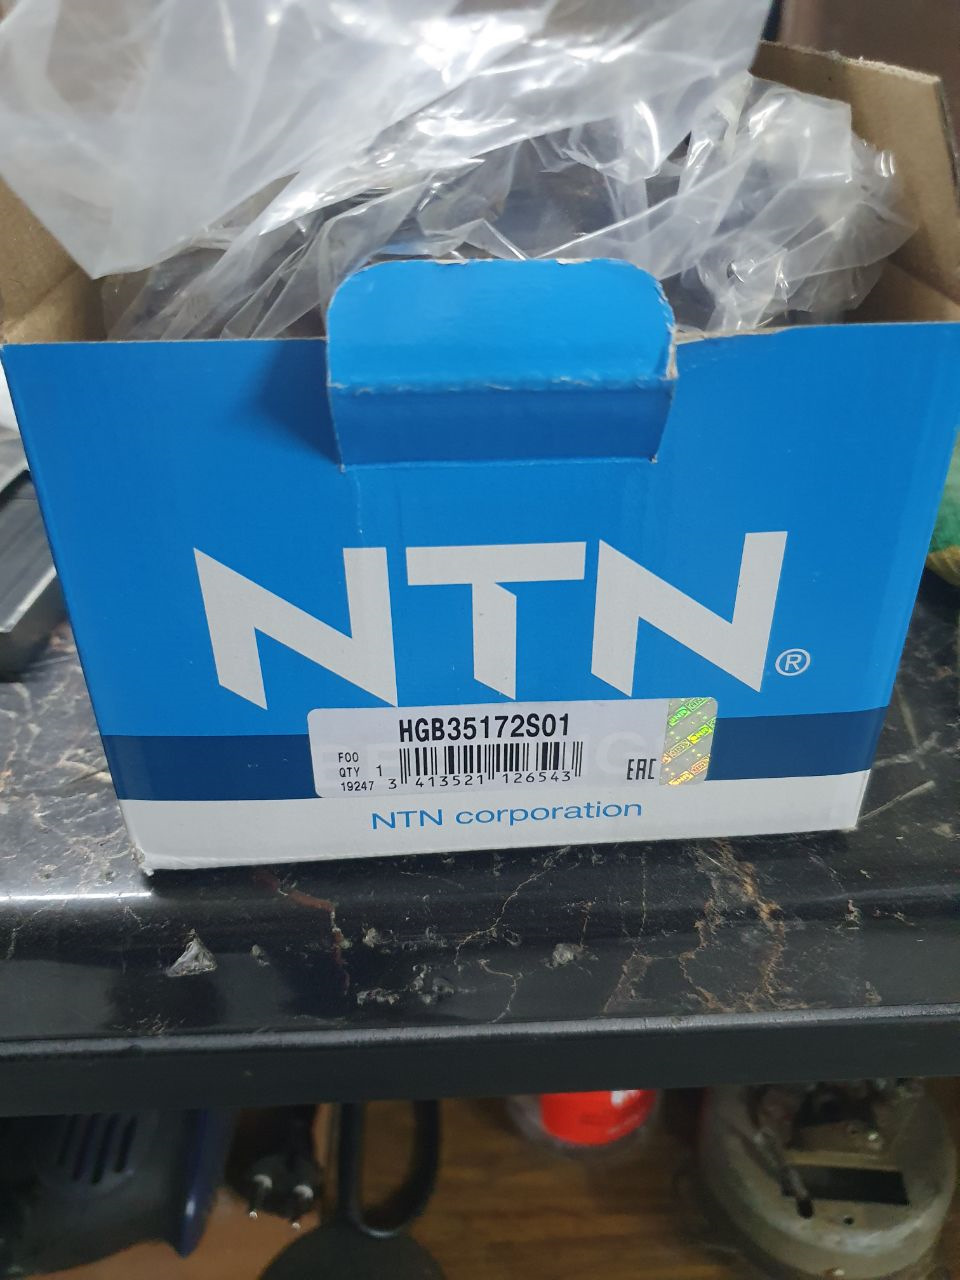 NTN®
HGB35172S01
F00
QTY 1
19247
3 413521 126543
EAC
NTN corporation